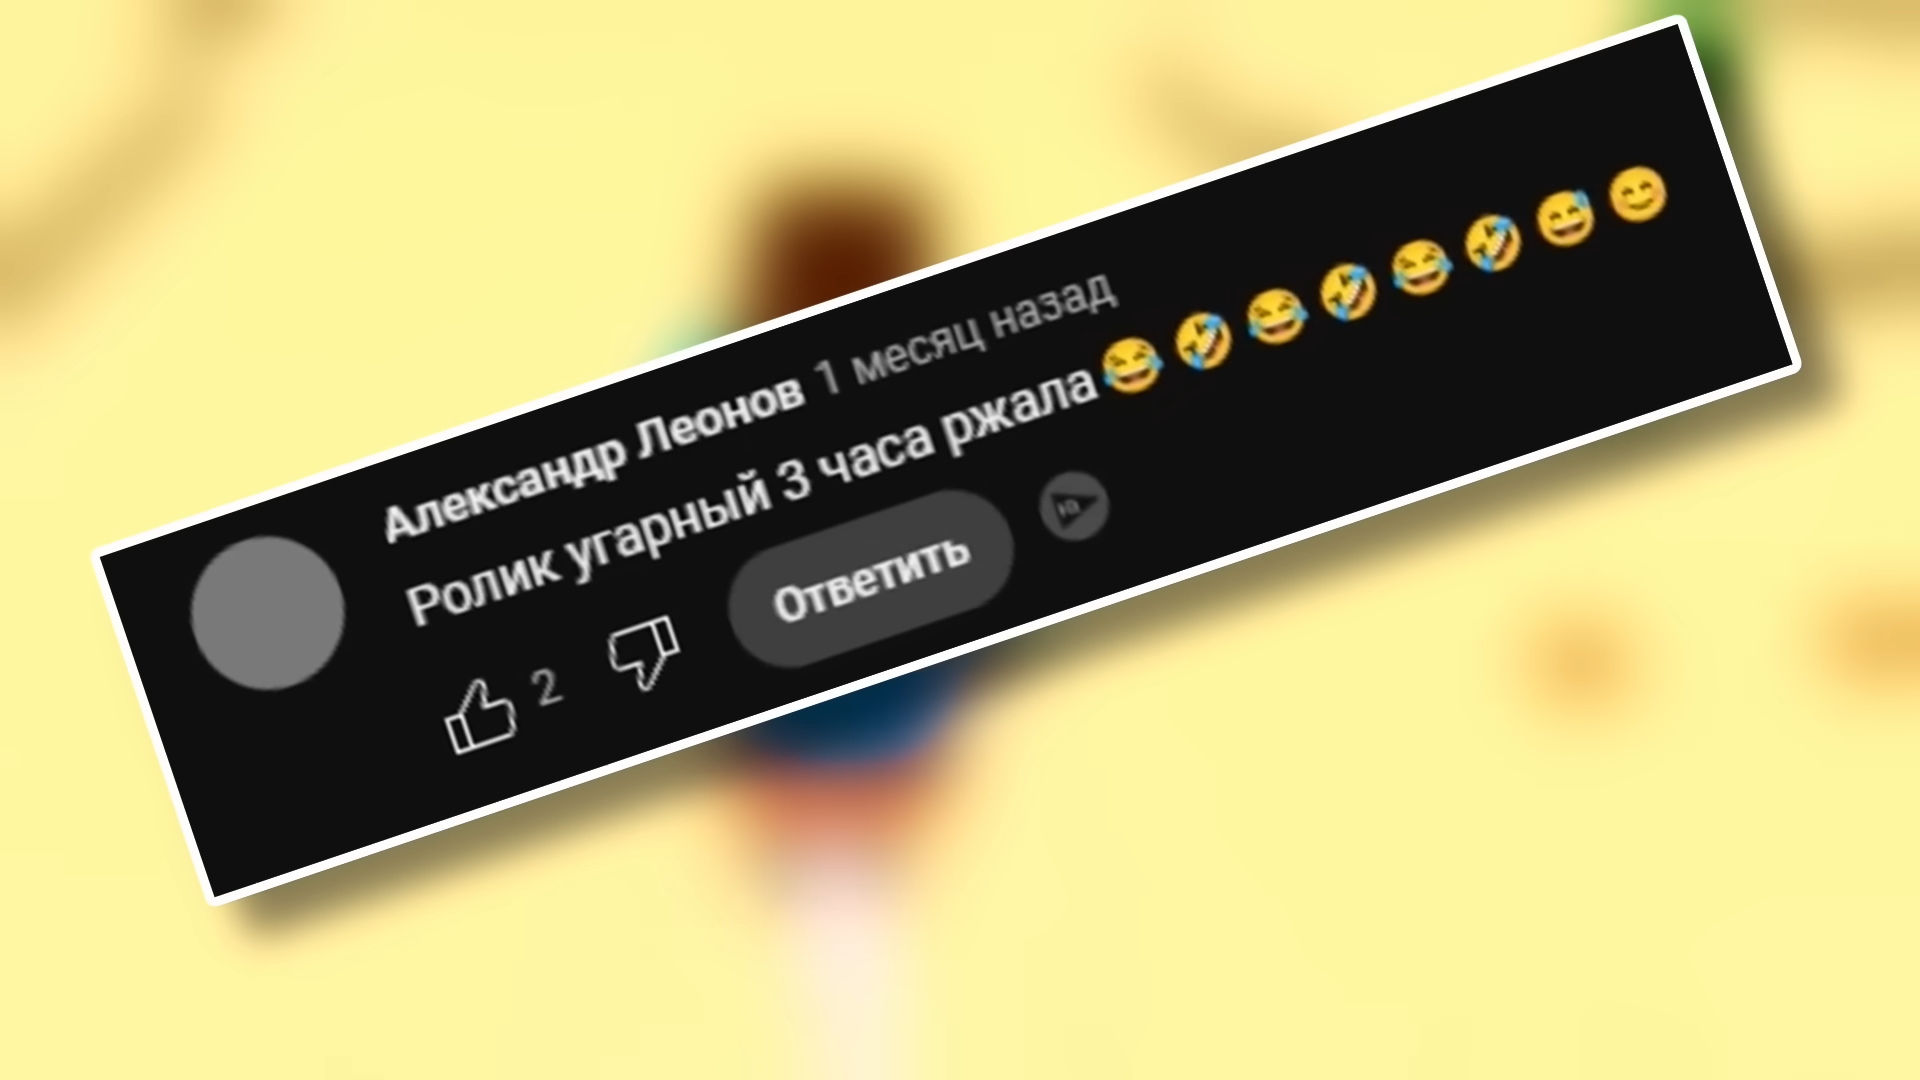 Александр Леонов 1 месяц назад
Ролик угарный 3 часа ржала😂🤣😂🤣😂🤣😅😊
2 Ответить